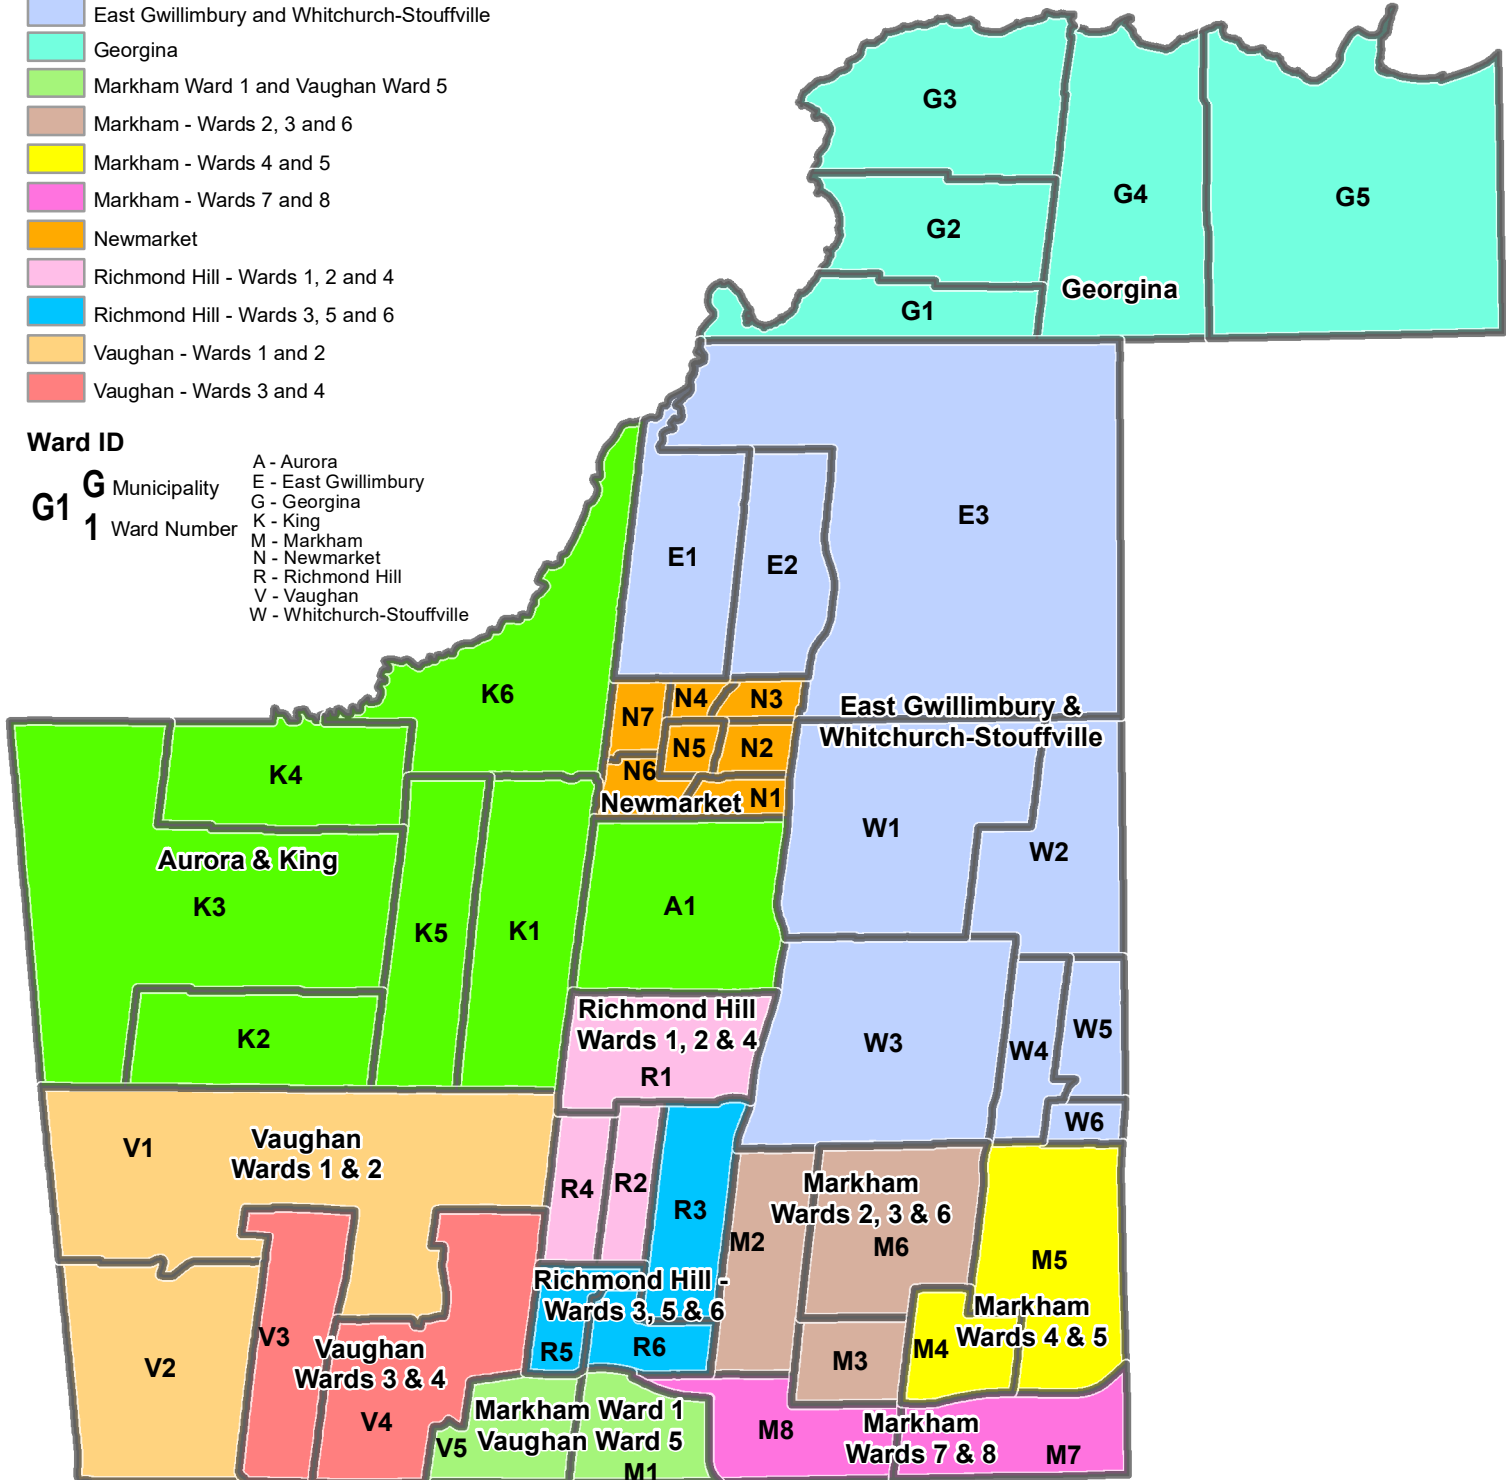 East Gwillimbury and Whitchurch-Stouffville
Georgina
Markham Ward 1 and Vaughan Ward 5
Markham - Wards 2, 3 and 6
Markham - Wards 4 and 5
Markham - Wards 7 and 8
Newmarket
Richmond Hill - Wards 1, 2 and 4
Richmond Hill - Wards 3, 5 and 6
Vaughan - Wards 1 and 2
Vaughan - Wards 3 and 4
Ward ID
G1
G Municipality
1 Ward Number
A - Aurora
E - East Gwillimbury
G - Georgina
K - King
M - Markham
N - Newmarket
R - Richmond Hill
V - Vaughan
W - Whitchurch-Stouffville
G3
G4
G5
G2
Georgina
G1
E3
E1
E2
K6
N4
N3
N7
East Gwillimbury &
Whitchurch-Stouffville
N5
N2
N6
K4
Newmarket
N1
W1
W2
Aurora & King
K3
A1
K5
K1
Richmond Hill
Wards 1, 2 & 4
W5
K2
W3
W4
R1
W6
V1
Vaughan
Wards 1 & 2
R4
R2
R3
Markham
Wards 2, 3 & 6
M2
M6
M5
Richmond Hill -
Wards 3, 5 & 6
Markham
Wards 4 & 5
V3
Vaughan
Wards 3 & 4
R5
R6
M4
M3
V2
Markham Ward 1
Vaughan Ward 5
V4
M8
Markham
Wards 7 & 8
V5
M7
M1